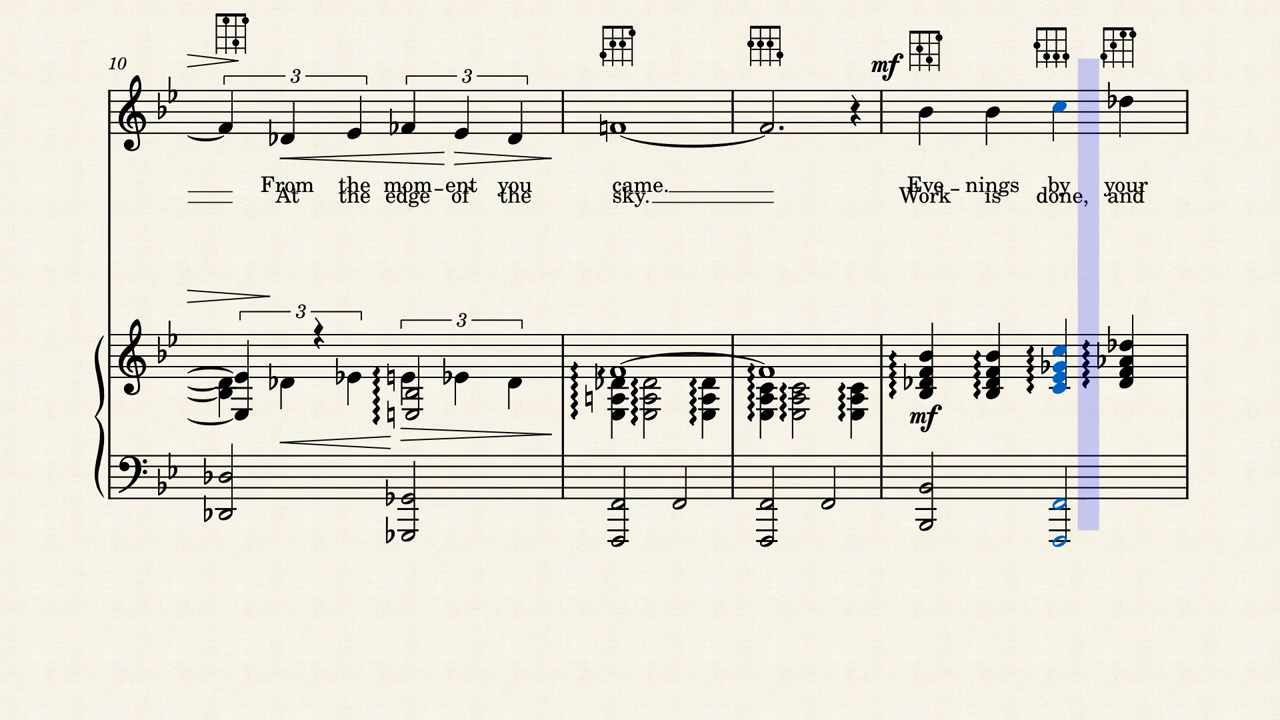 10
3 3
mf
From the mom-ent you came. Eve-nings by your
At the edge of the sky. Work is done, and
3 3
mf